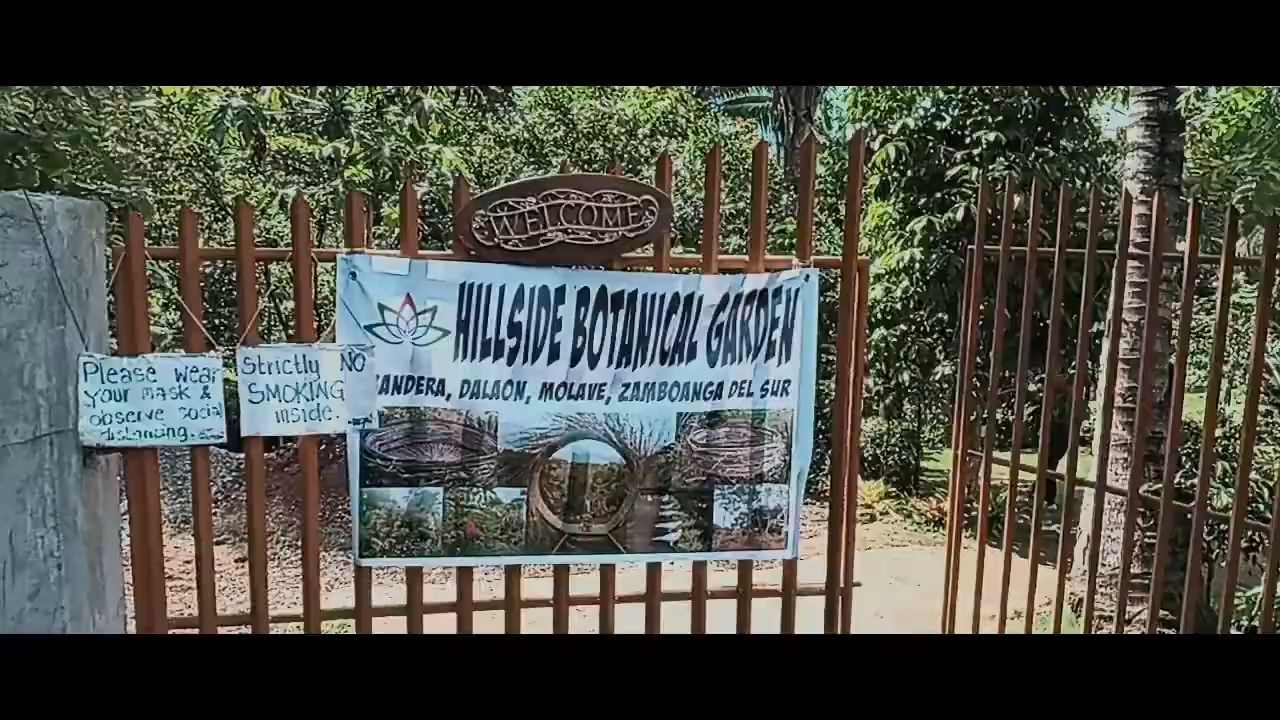 WELCOME
HILLSIDE BOTANICAL GARDEN
DALAON, MOLAVE, ZAMBOANGA DEL SUR
Please wear
your mask &
observe social
distancing.
Strictly NO
SMOKING
inside.